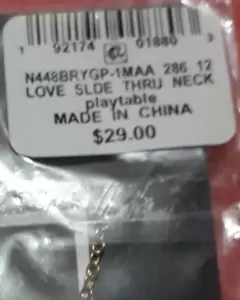 1 92174 01880 3
N448BRYGP-1MAA 286 12
LOVE SLDE THRU NECK
playtable
MADE IN CHINA
$29.00